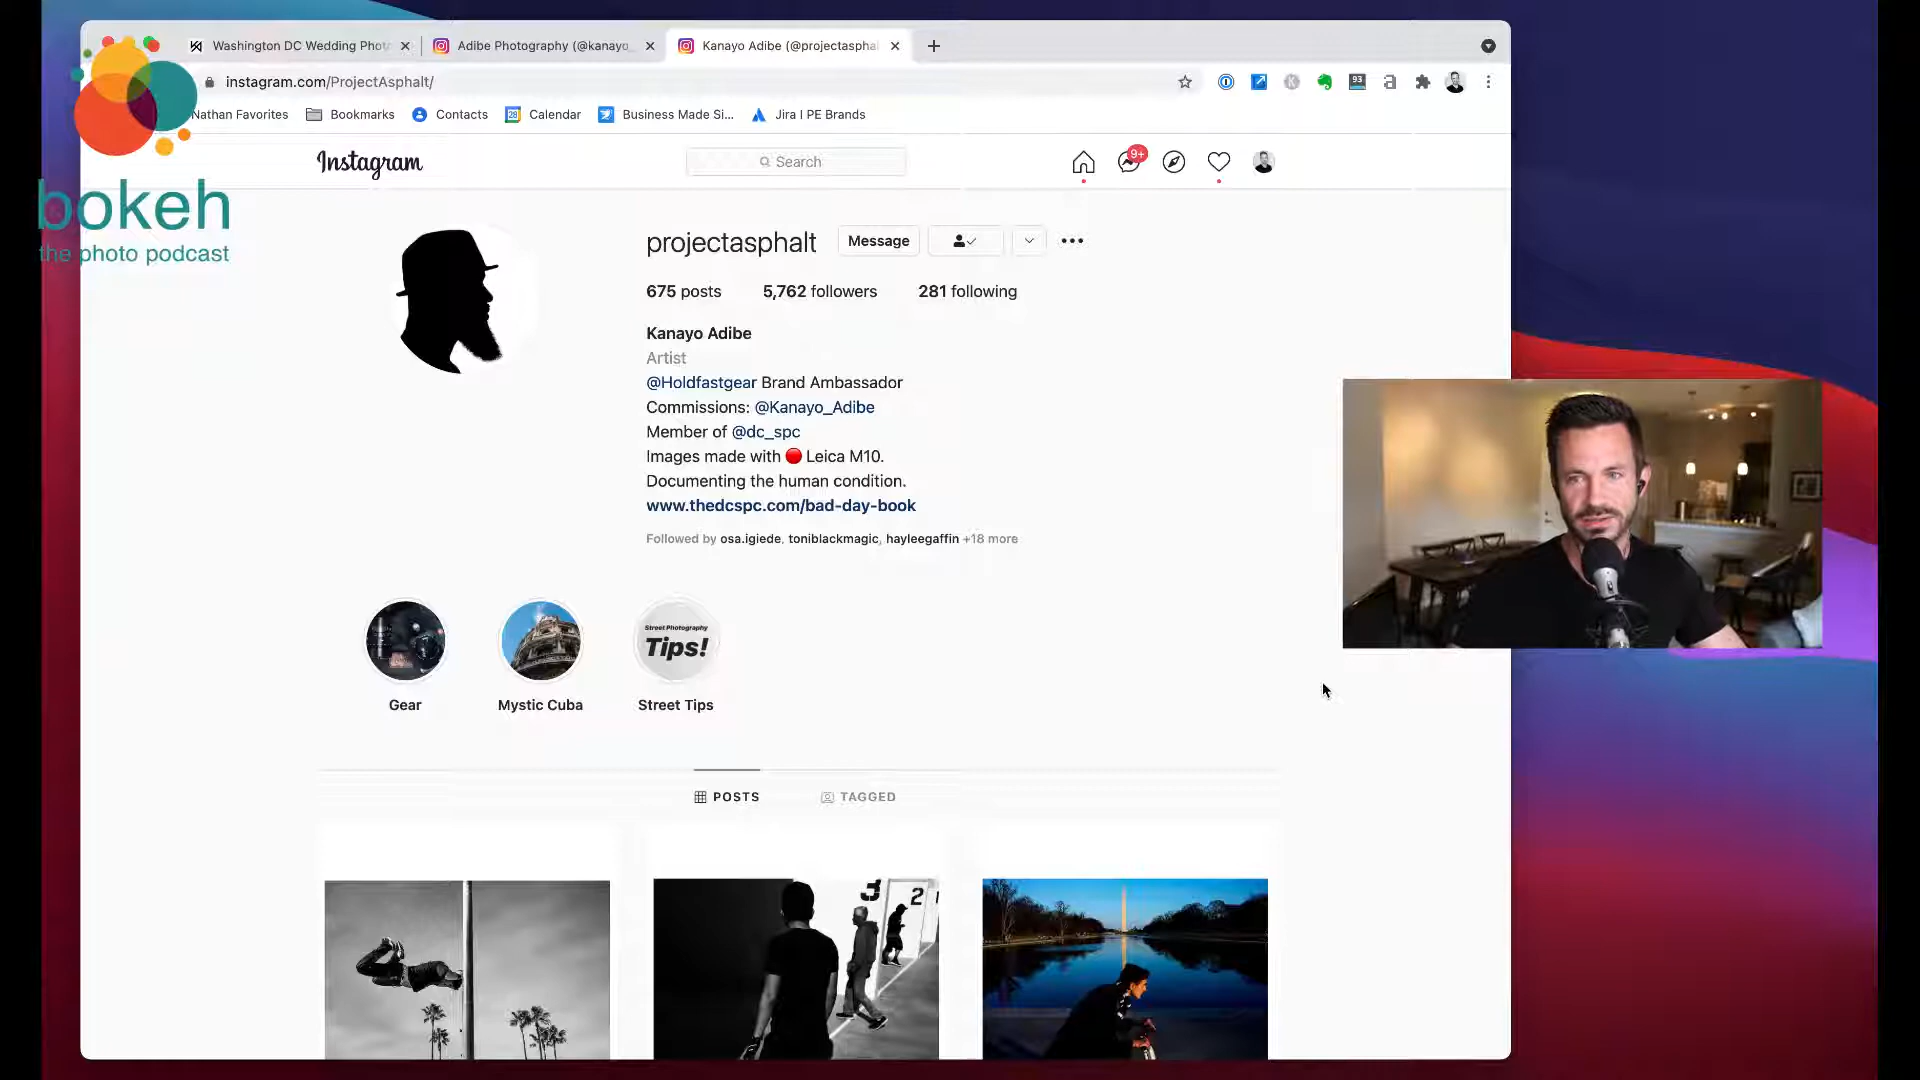 Washington DC Wedding Phot
Adibe Photography (@kanayo_
Kanayo Adibe (@projectasphal
instagram.com/ProjectAsphalt/
93
Nathan Favorites
Bookmarks
Contacts
28
Calendar
Business Made Si...
Jira I PE Brands
bokeh
the photo podcast
Instagram
Search
9+
projectasphalt
Message
675 posts
5,762 followers
281 following
Kanayo Adibe
Artist
@Holdfastgear Brand Ambassador
Commissions: @Kanayo_Adibe
Member of @dc_spc
Images made with 🔴 Leica M10.
Documenting the human condition.
www.thedcspc.com/bad-day-book
Followed by osa.igiede, toniblackmagic, hayleegaffin +18 more
Street Photography
Tips!
Gear
Mystic Cuba
Street Tips
POSTS
TAGGED
3
2